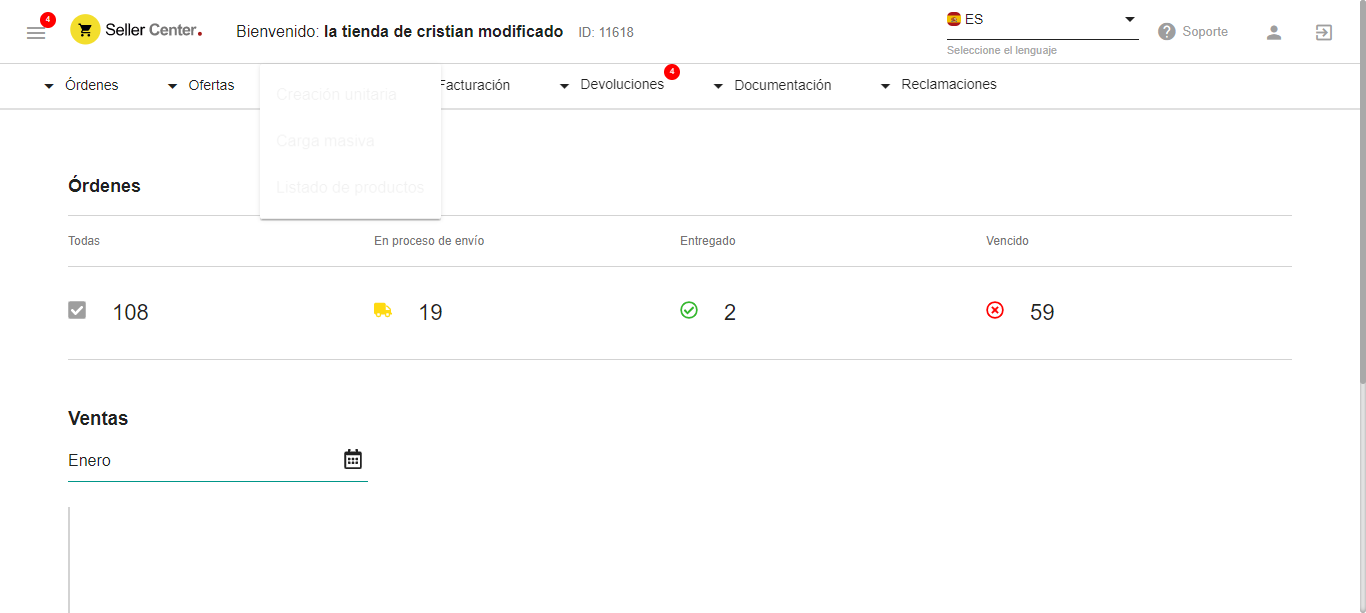 4
Seller Center.
Bienvenido: la tienda de cristian modificado ID: 11618
ES
Seleccione el lenguaje
Soporte
Órdenes
Ofertas
Facturación
Devoluciones
4
Documentación
Reclamaciones
Creación unitaria
Carga masiva
Listado de productos
Órdenes
Todas
En proceso de envío
Entregado
Vencido
108
19
2
59
Ventas
Enero